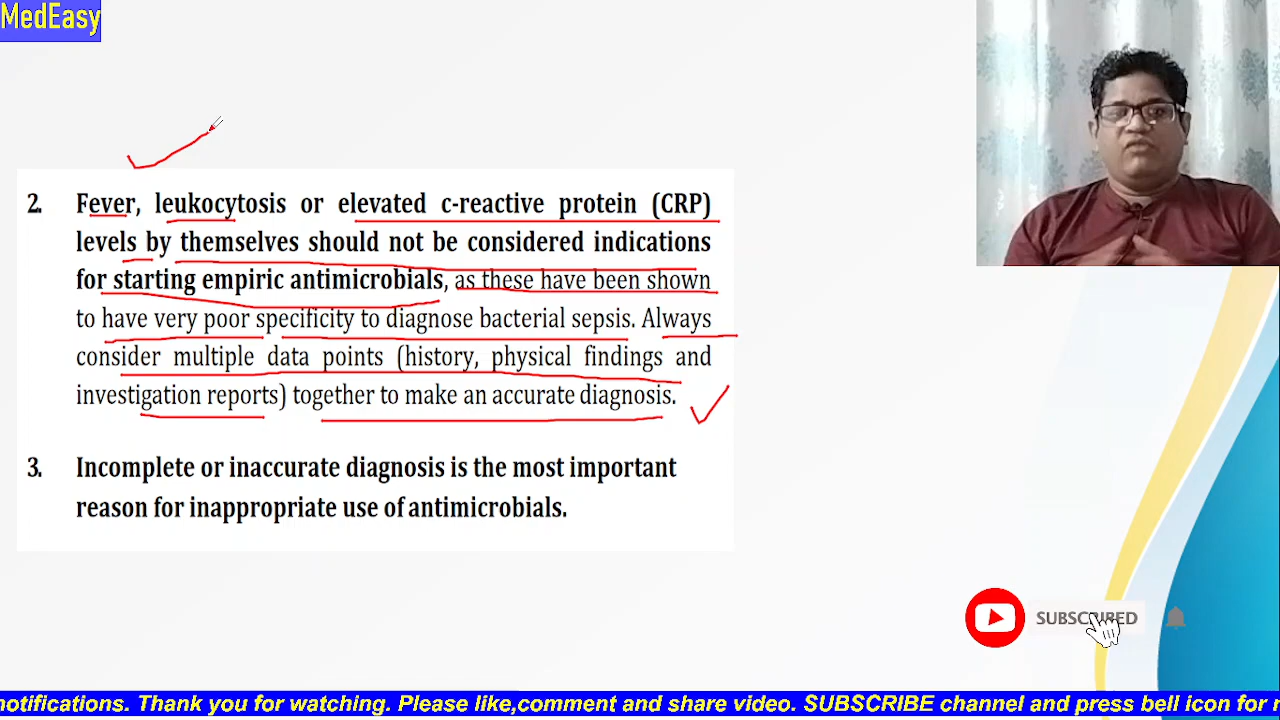 MedEasy
2. Fever, leukocytosis or elevated c-reactive protein (CRP)
levels by themselves should not be considered indications
for starting empiric antimicrobials, as these have been shown
to have very poor specificity to diagnose bacterial sepsis. Always
consider multiple data points (history, physical findings and
investigation reports) together to make an accurate diagnosis.
3. Incomplete or inaccurate diagnosis is the most important
reason for inappropriate use of antimicrobials.
SUBSCRIBED
notifications. Thank you for watching. Please like,comment and share video. SUBSCRIBE channel and press bell icon for